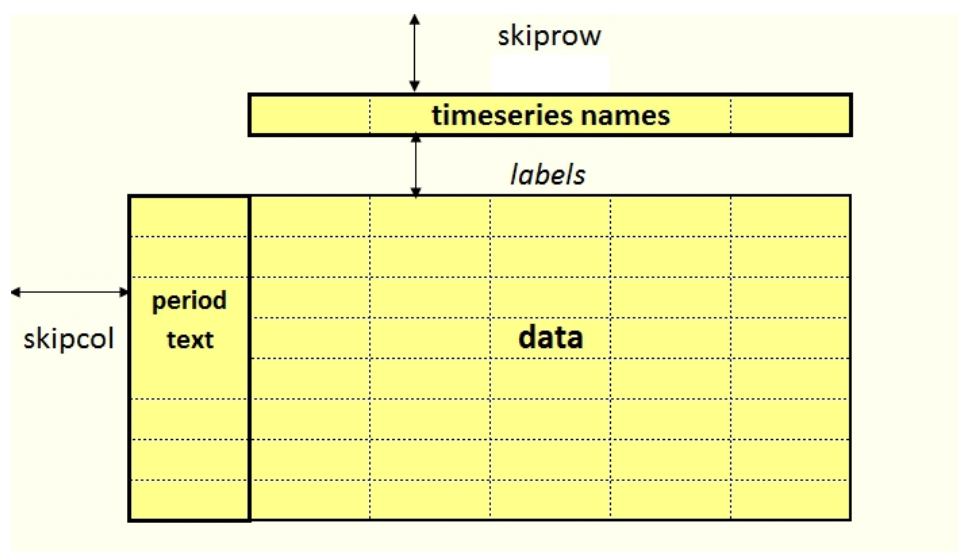 skiprow
timeseries names
labels
period
text
skipcol
data